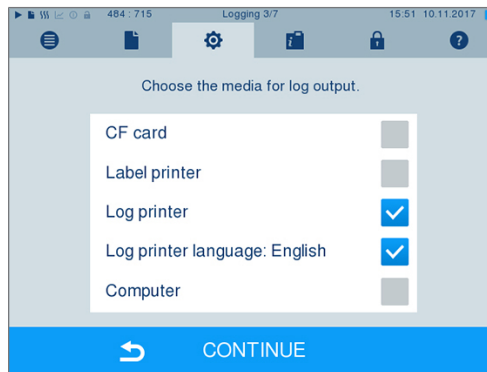 484 : 715 Logging 3/7 15:51 10.11.2017
Choose the media for log output.
CF card
Label printer
Log printer
Log printer language: English
Computer
CONTINUE